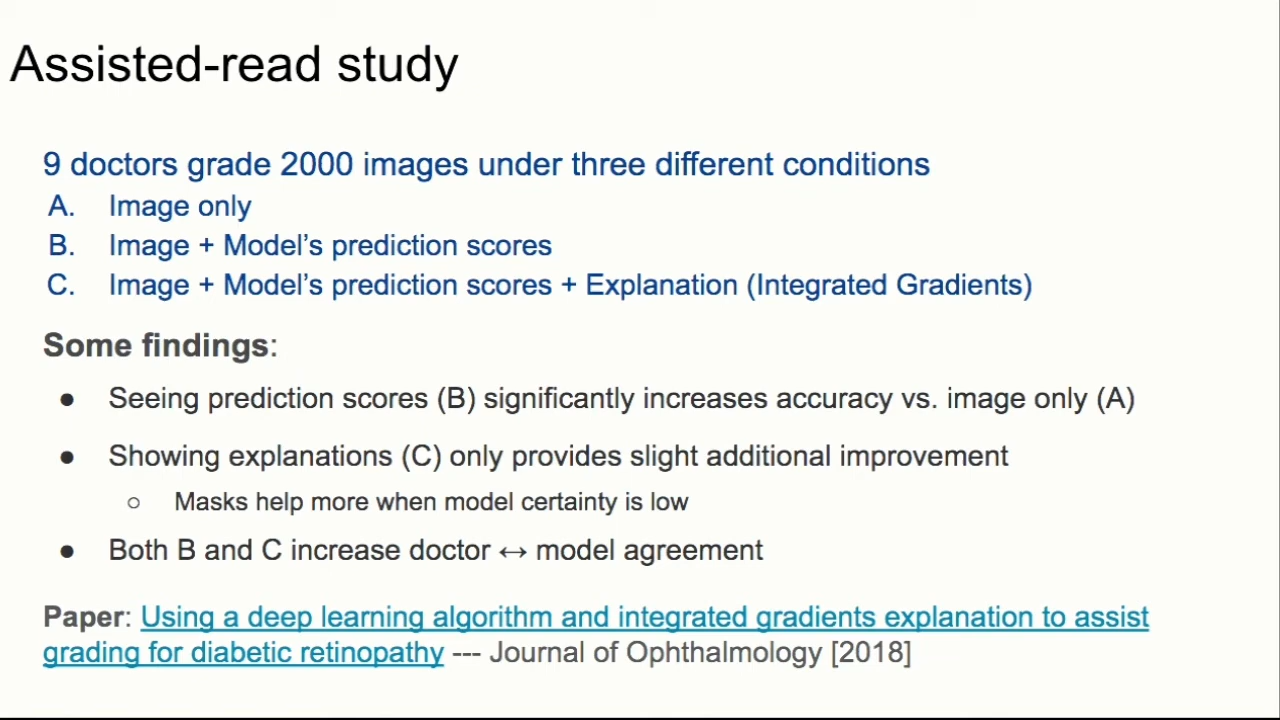 Assisted-read study
9 doctors grade 2000 images under three different conditions
A. Image only
B. Image + Model’s prediction scores
C. Image + Model’s prediction scores + Explanation (Integrated Gradients)
Some findings:
● Seeing prediction scores (B) significantly increases accuracy vs. image only (A)
● Showing explanations (C) only provides slight additional improvement
○ Masks help more when model certainty is low
● Both B and C increase doctor ↔ model agreement
Paper: Using a deep learning algorithm and integrated gradients explanation to assist
grading for diabetic retinopathy --- Journal of Ophthalmology [2018]